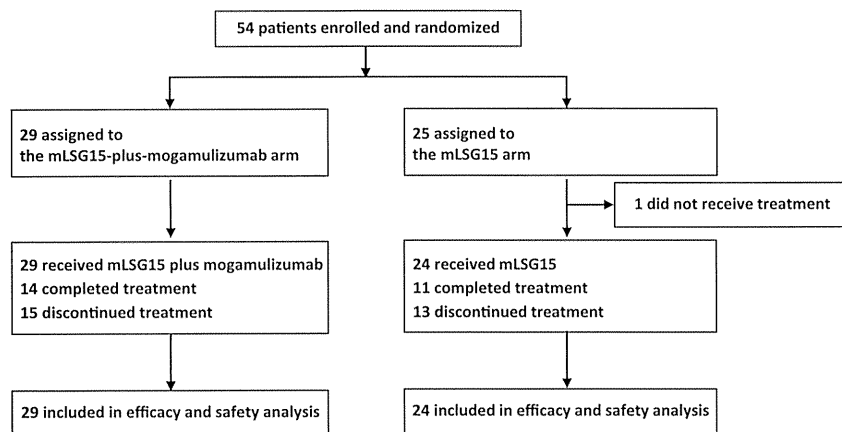 54 patients enrolled and randomized
29 assigned to
the mLSG15-plus-mogamulizumab arm
25 assigned to
the mLSG15 arm
1 did not receive treatment
29 received mLSG15 plus mogamulizumab
14 completed treatment
15 discontinued treatment
24 received mLSG15
11 completed treatment
13 discontinued treatment
29 included in efficacy and safety analysis
24 included in efficacy and safety analysis